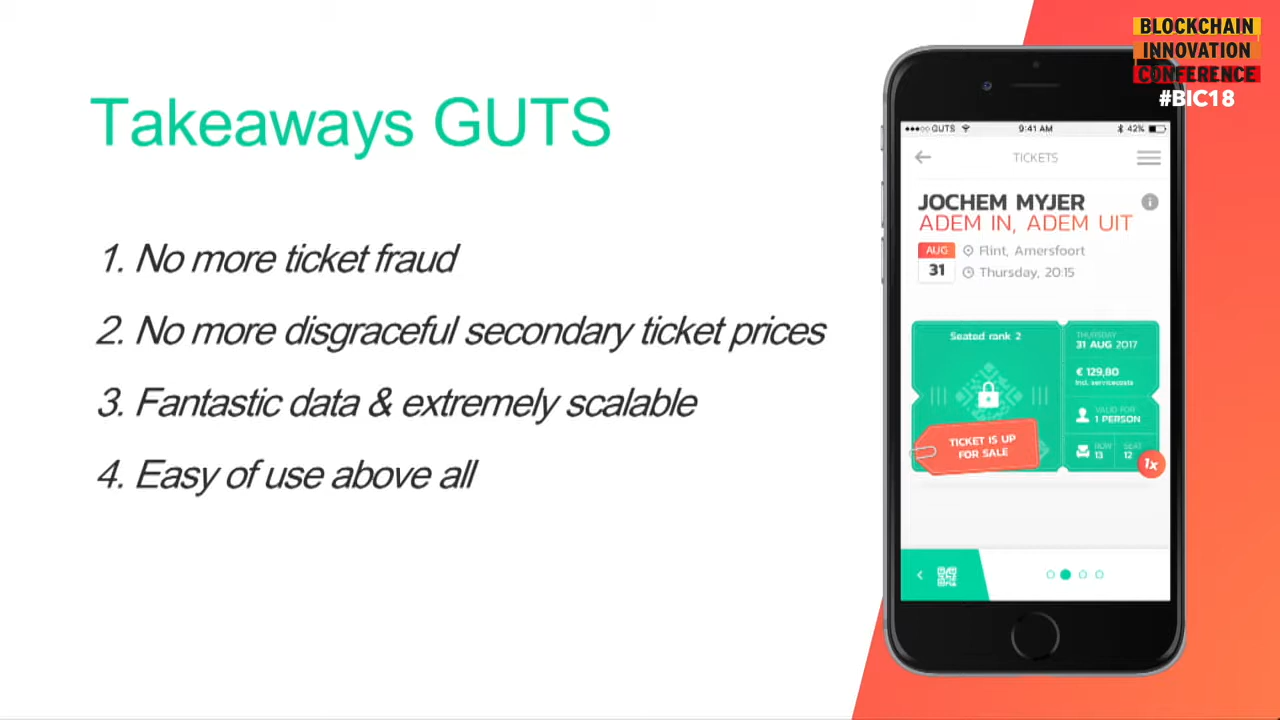 BLOCKCHAIN
INNOVATION
CONFERENCE
#BIC18
Takeaways GUTS
1. No more ticket fraud
2. No more disgraceful secondary ticket prices
3. Fantastic data & extremely scalable
4. Easy of use above all
GUTS 9:41 AM 42%
TICKETS
JOCHEM MYJER
ADEM IN, ADEM UIT
AUG
31
Flint, Amersfoort
Thursday, 20:15
Seated rank 2
TICKET IS UP
FOR SALE
THURSDAY
31 AUG 2017
€ 129,80
Incl. servicecosts
VALID FOR
1 PERSON
ROW SEAT
13 12
1x